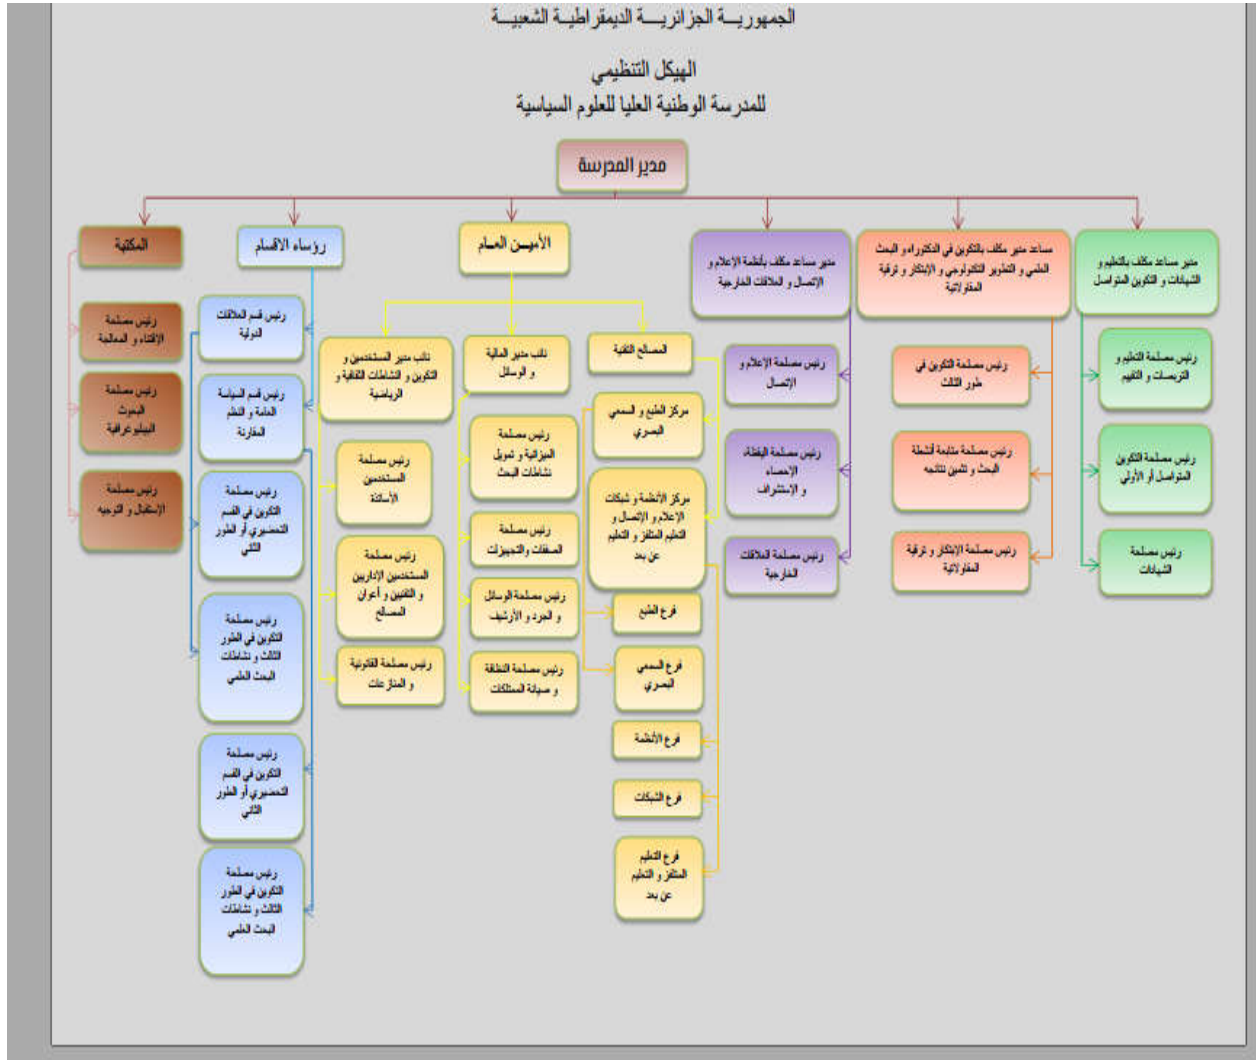 الجمهوريـــة الجزائريـــة الديمقراطيـة الشعبيـــة
الهيكل التنظيمي
للمدرسة الوطنية العليا للعلوم السياسية
مدير المدرسة
مدير مساعد مكلف بالتعليم و
الشهادات و التكوين المتواصل
رئيس مصلحة التعليم و
التربصات و التقييم
رئيس مصلحة التكوين
المتواصل أو الأولي
رئيس مصلحة
الشهادات
مساعد مدير مكلف بالتكوين في الدكتوراه و البحث
العلمي و التطوير التكنولوجي و الإبتكار و ترقية
المقاولاتية
رئيس مصلحة التكوين في
طور الثالث
رئيس مصلحة متابعة أنشطة
البحث و تثمين نتائجه
رئيس مصلحة الإبتكار و ترقية
المقاولاتية
مدير مساعد مكلف بأنظمة الإعلام و
الإتصال و العلاقات الخارجية
رئيس مصلحة الإعلام و
الإتصال
رئيس مصلحة اليقظة،
الإحصاء
و الإستشراف
رئيس مصلحة العلاقات
الخارجية
الأميـــن العـــام
المصالح التقنية
مركز الطبع و السمعي
البصري
مركز الأنظمة و شبكات
الإعلام و الإتصال و
التعليم المتلفز و التعليم
عن بعد
فرع الطبع
فرع السمعي
البصري
فرع الأنظمة
فرع الشبكات
فرع التعليم
المتلفز و التعليم
عن بعد
نائب مدير المالية
و الوسائل
رئيس مصلحة
الميزانية و تمويل
نشاطات البحث
رئيس مصلحة
الصفقات والتجهيزات
رئيس مصلحة الوسائل
و الجرد و الأرشيف
رئيس مصلحة النظافة
و صيانة الممتلكات
نائب مدير المستخدمين و
التكوين و النشاطات الثقافية و
الرياضية
رئيس مصلحة
المستخدمين
الأساتذة
رئيس مصلحة
المستخدمين الإداريين
و التقنيين و أعوان
المصالح
رئيس مصلحة القانونية
و المنازعات
رؤساء الاقسام
رئيس قسم العلاقات
الدولية
رئيس قسم السياسة
العامة و النظم
المقارنة
رئيس مصلحة
التكوين في القسم
التحضيري أو الطور
الثاني
رئيس مصلحة
التكوين في الطور
الثالث و نشاطات
البحث العلمي
رئيس مصلحة
التكوين في القسم
التحضيري أو الطور
الثاني
رئيس مصلحة
التكوين في الطور
الثالث و نشاطات
البحث العلمي
المكتبة
رئيس مصلحة
الإقتناء و المعالجة
رئيس مصلحة
البحوث
البيبليوغرافية
رئيس مصلحة
الإستقبال و التوجيه